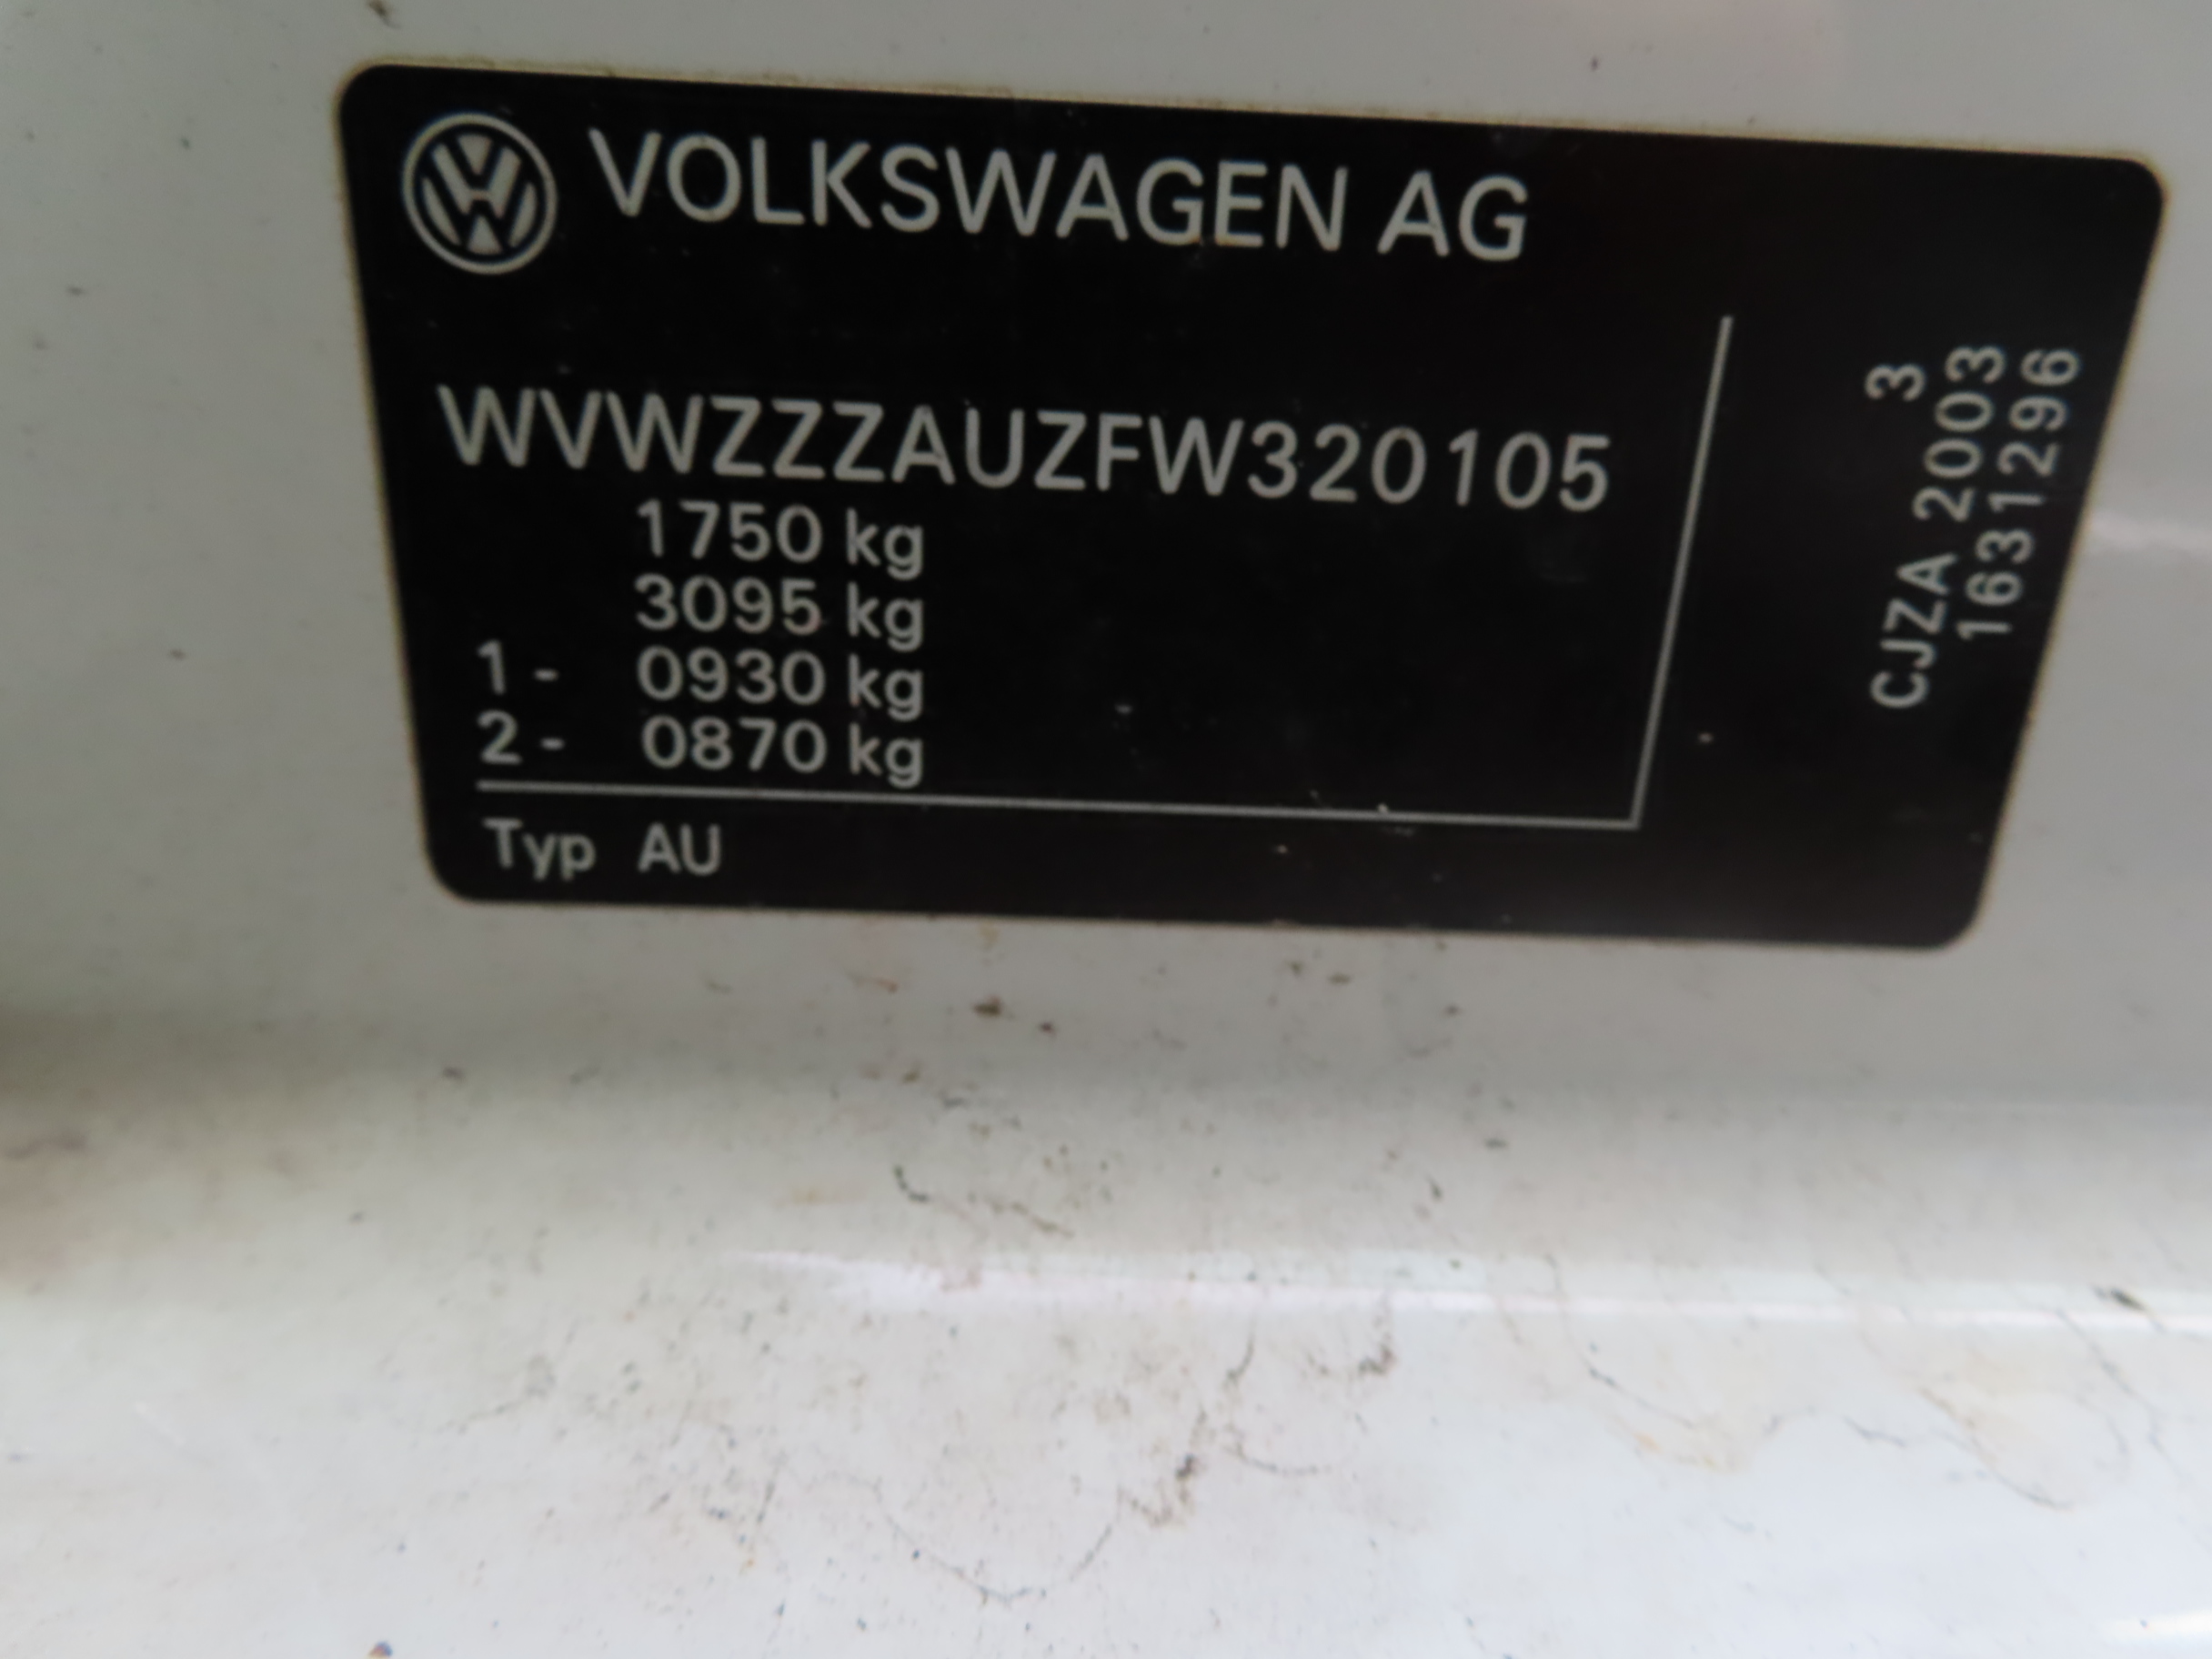 VOLKSWAGEN AG
WVWZZZAUZFW320105
1750 kg
3095 kg
1 - 0930 kg
2 - 0870 kg
Typ AU
3
CJZA 2003
1631296